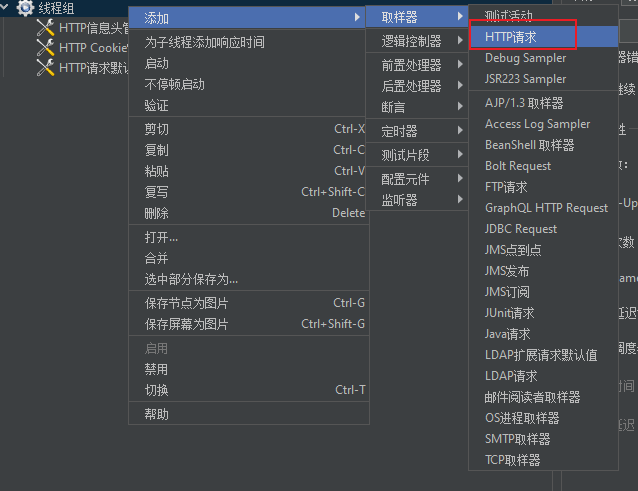 线程组
HTTP信息头管
HTTP Cookie
HTTP请求默
添加
为子线程添加响应时间
启动
不停顿启动
验证
剪切 Ctrl-X
复制 Ctrl-C
粘贴 Ctrl-V
复写 Ctrl+Shift-C
删除 Delete
打开...
合并
选中部分保存为...
保存节点为图片 Ctrl-G
保存屏幕为图片 Ctrl+Shift-G
启用
禁用
切换 Ctrl-T
帮助
取样器
逻辑控制器
前置处理器
后置处理器
断言
定时器
测试片段
配置元件
监听器
测试活动
HTTP请求
Debug Sampler
JSR223 Sampler
AJP/1.3 取样器
Access Log Sampler
BeanShell 取样器
Bolt Request
FTP请求
GraphQL HTTP Request
JDBC Request
JMS点到点
JMS发布
JMS订阅
JUnit请求
Java请求
LDAP扩展请求默认值
LDAP请求
邮件阅读者取样器
OS进程取样器
SMTP取样器
TCP取样器
器错
继续
性
数：
-Up
次数
ame
延迟
调度
时间
延迟